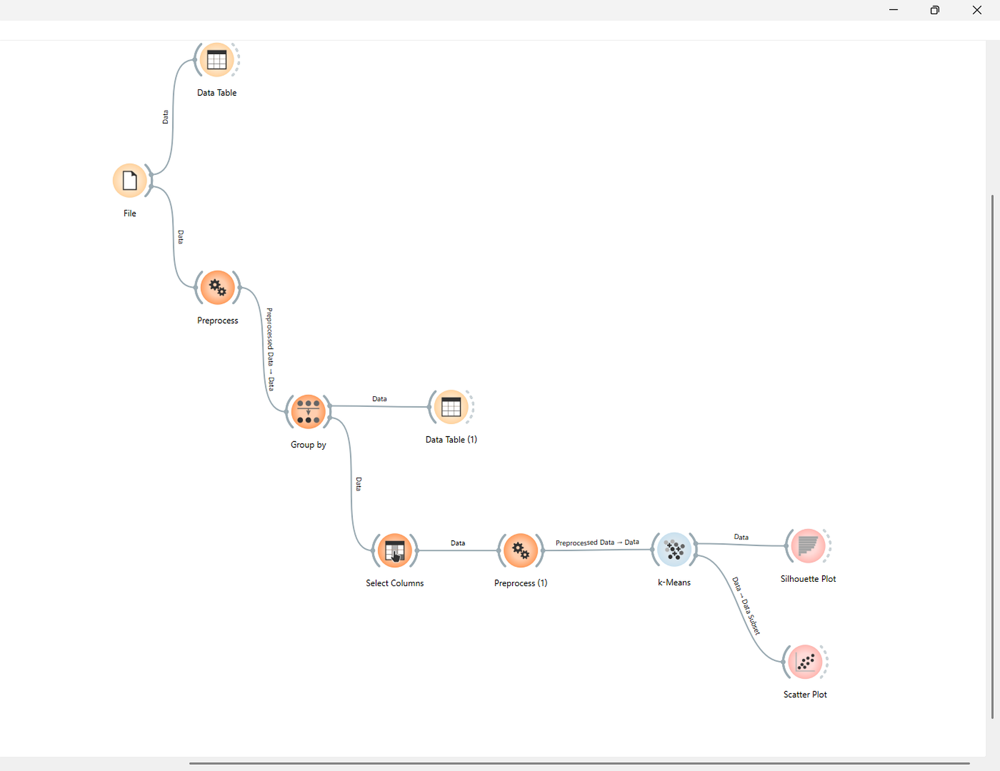 Data Table
Data
File
Data
Preprocess
Preprocessed Data → Data
Data
Group by
Data Table (1)
Data
Data
Preprocessed Data → Data
Data
Select Columns
Preprocess (1)
k-Means
Silhouette Plot
Data → Data Subset
Scatter Plot